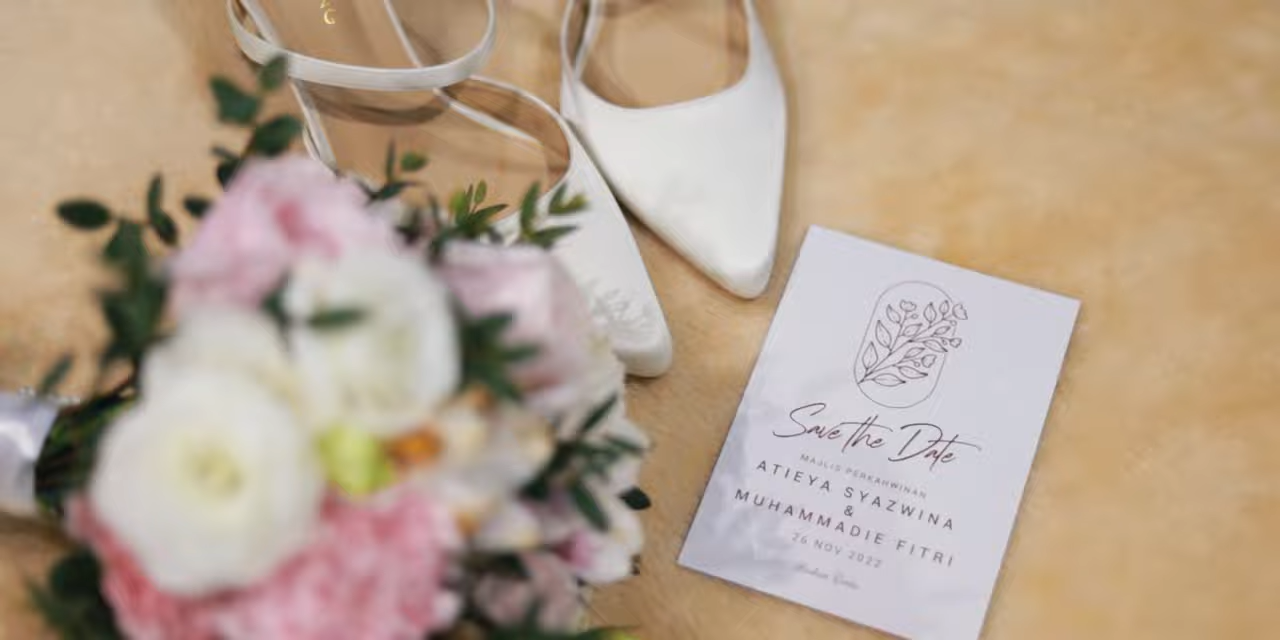 Save the Date
MAJLIS PERKAHWINAN
ATIEYA SYAZWINA
&
MUHAMMADIE FITRI
26 NOV 2022